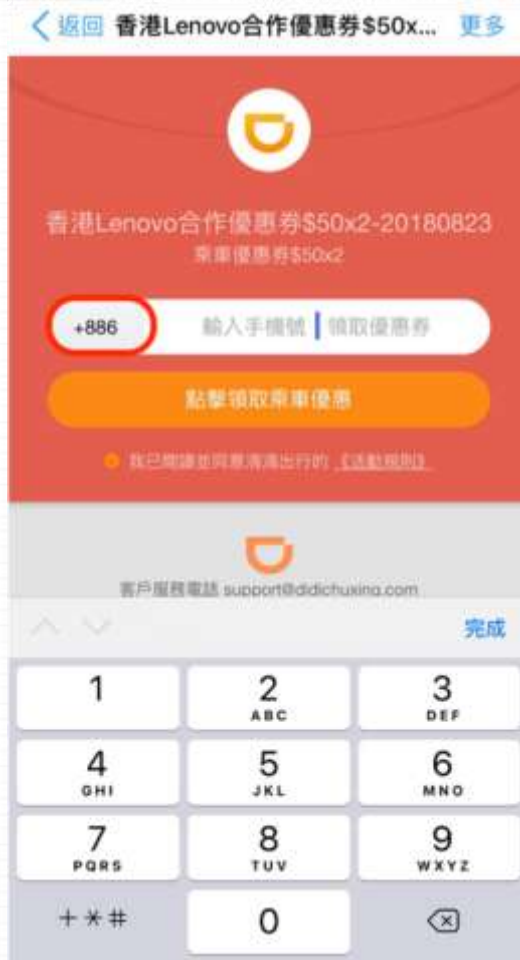 返回 香港Lenovo合作優惠券$50x... 更多
香港Lenovo合作優惠券$50x2-20180823
乘車優惠券$50x2
+886 輸入手機號 領取優惠券
點擊領取乘車優惠
我已閱讀並同意滴滴出行的《活動規則》
客戶服務電話 support@didichuxing.com
完成
1 2 3
ABC DEF
4 5 6
GHI JKL MNO
7 8 9
PQRS TUV WXYZ
+*# 0